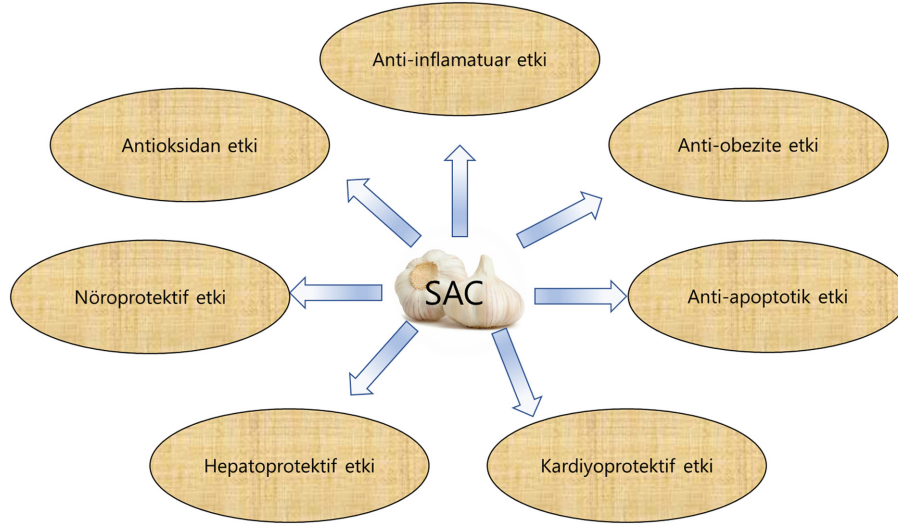 Anti-inflamatuar etki
Antioksidan etki
Anti-obezite etki
Nöroprotektif etki
SAC
Anti-apoptotik etki
Hepatoprotektif etki
Kardiyoprotektif etki